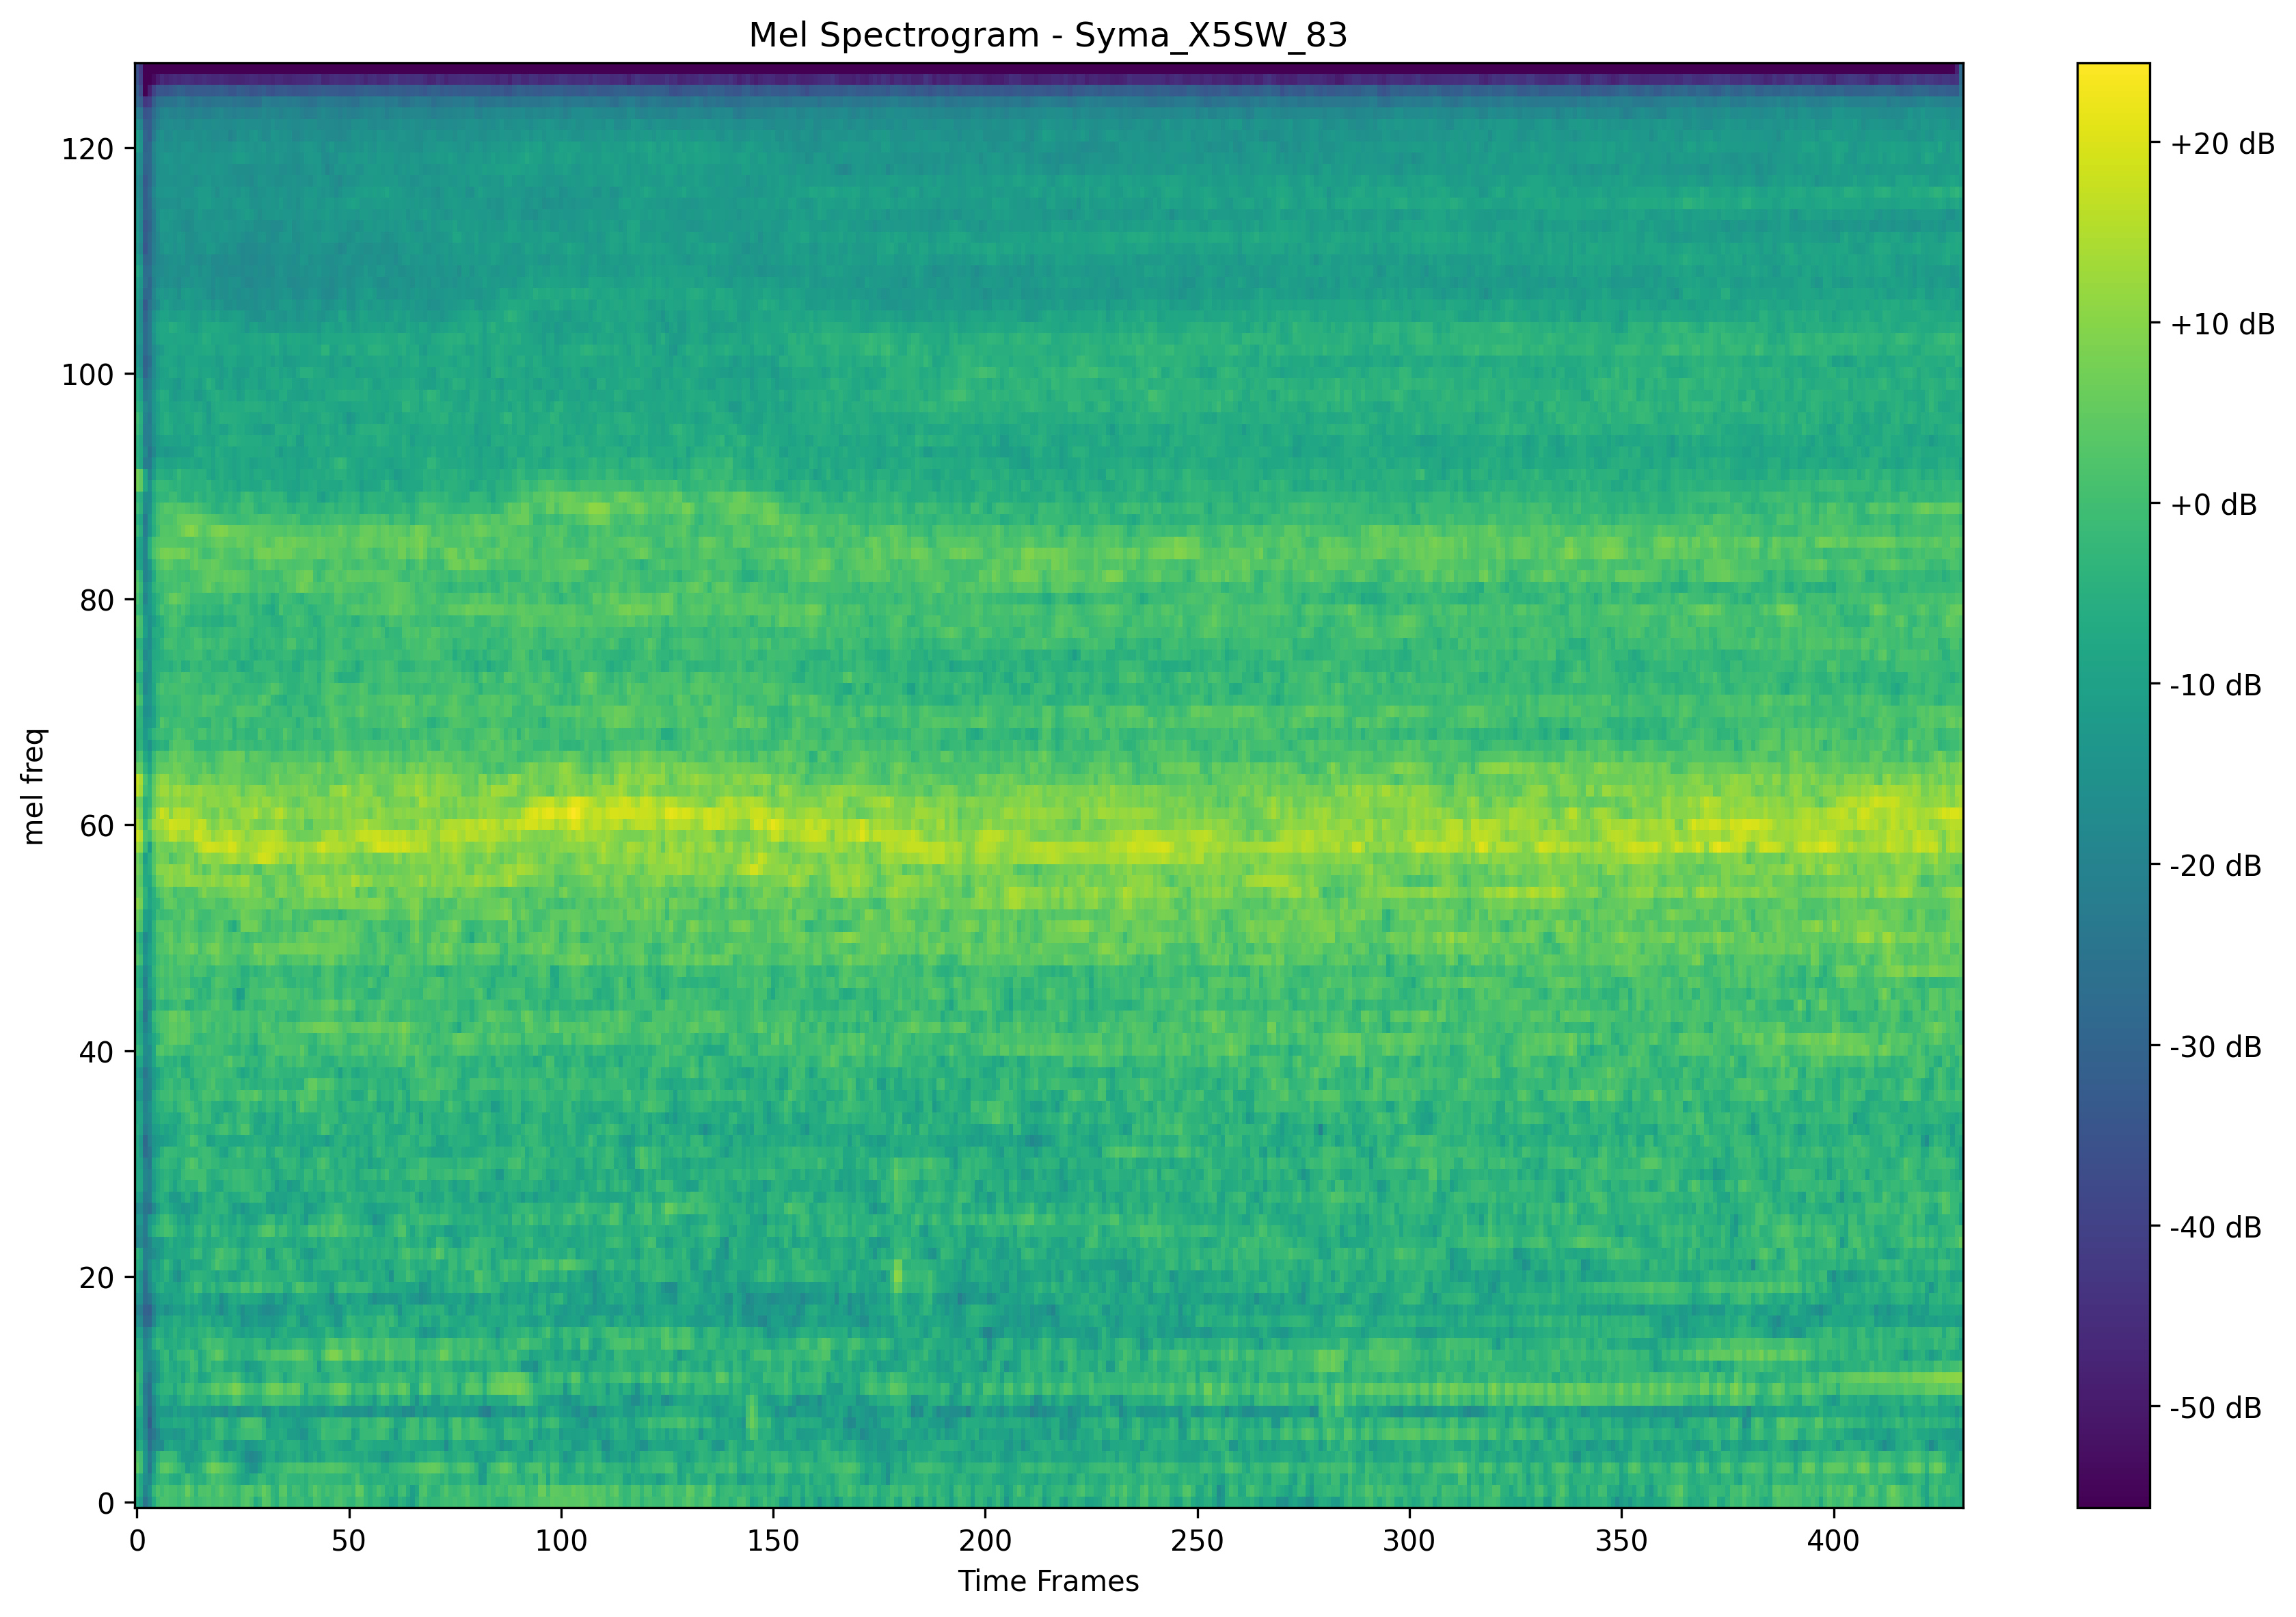 Mel Spectrogram - Syma_X5SW_83
mel freq
120
100
80
60
40
20
0
0 50 100 150 200 250 300 350 400
Time Frames
+20 dB
+10 dB
+0 dB
-10 dB
-20 dB
-30 dB
-40 dB
-50 dB